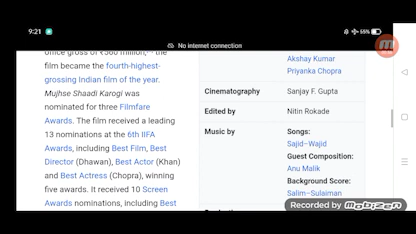 9:21
55%
No internet connection
office gross of ₹560 million, the
film became the fourth-highest-
grossing Indian film of the year.
Mujhse Shaadi Karogi was
nominated for three Filmfare
Awards. The film received a leading
13 nominations at the 6th IIFA
Awards, including Best Film, Best
Director (Dhawan), Best Actor (Khan)
and Best Actress (Chopra), winning
five awards. It received 10 Screen
Awards nominations, including Best
Akshay Kumar
Priyanka Chopra
Cinematography Sanjay F. Gupta
Edited by Nitin Rokade
Music by Songs:
Sajid–Wajid
Guest Composition:
Anu Malik
Background Score:
Salim–Sulaiman
Recorded by Mobizen